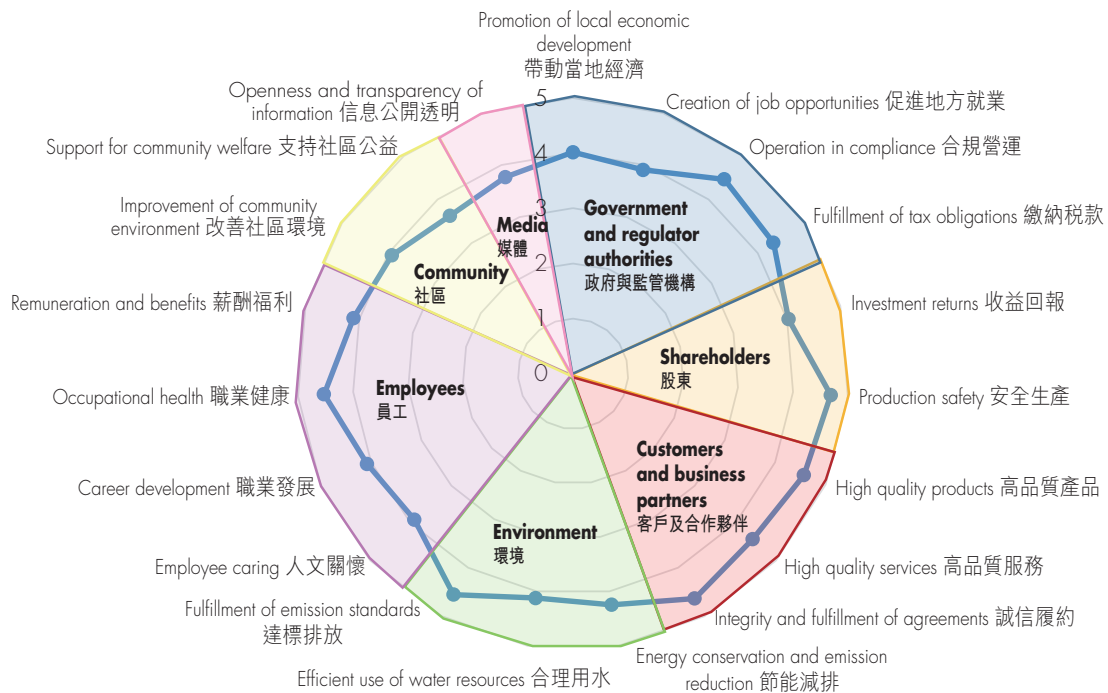 Promotion of local economic
development
帶動當地經濟
Creation of job opportunities 促進地方就業
Operation in compliance 合規營運
Fulfillment of tax obligations 繳納税款
Investment returns 收益回報
Production safety 安全生產
High quality products 高品質產品
High quality services 高品質服務
Integrity and fulfillment of agreements 誠信履約
Energy conservation and emission
reduction 節能減排
Efficient use of water resources 合理用水
Fulfillment of emission standards
達標排放
Employee caring 人文關懷
Career development 職業發展
Occupational health 職業健康
Remuneration and benefits 薪酬福利
Improvement of community
environment 改善社區環境
Support for community welfare 支持社區公益
Openness and transparency of
information 信息公開透明
5
4
3
2
1
0
Government
and regulator
authorities
政府與監管機構
Shareholders
股東
Customers
and business
partners
客戶及合作夥伴
Environment
環境
Employees
員工
Community
社區
Media
媒體